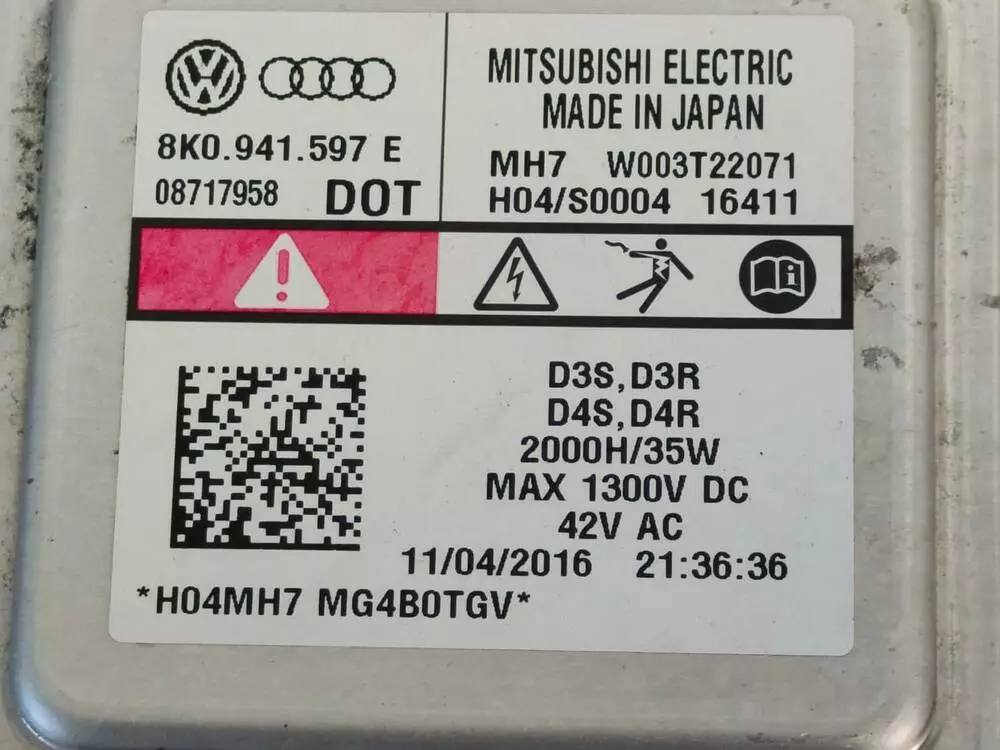 8K0.941.597 E
08717958 DOT
MITSUBISHI ELECTRIC
MADE IN JAPAN
MH7 W003T22071
H04/S0004 16411
D3S,D3R
D4S,D4R
2000H/35W
MAX 1300V DC
42V AC
11/04/2016 21:36:36
*H04MH7 MG4B0TGV*